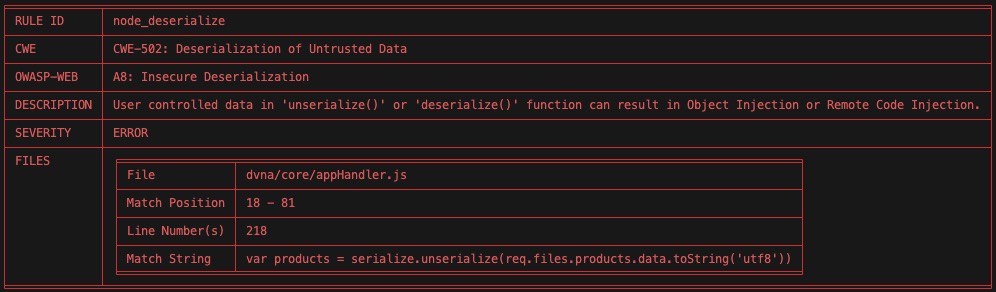 RULE ID node_deserialize
CWE CWE-502: Deserialization of Untrusted Data
OWASP-WEB A8: Insecure Deserialization
DESCRIPTION User controlled data in 'unserialize()' or 'deserialize()' function can result in Object Injection or Remote Code Injection.
SEVERITY ERROR
FILES
File dvna/core/appHandler.js
Match Position 18 - 81
Line Number(s) 218
Match String var products = serialize.unserialize(req.files.products.data.toString('utf8'))